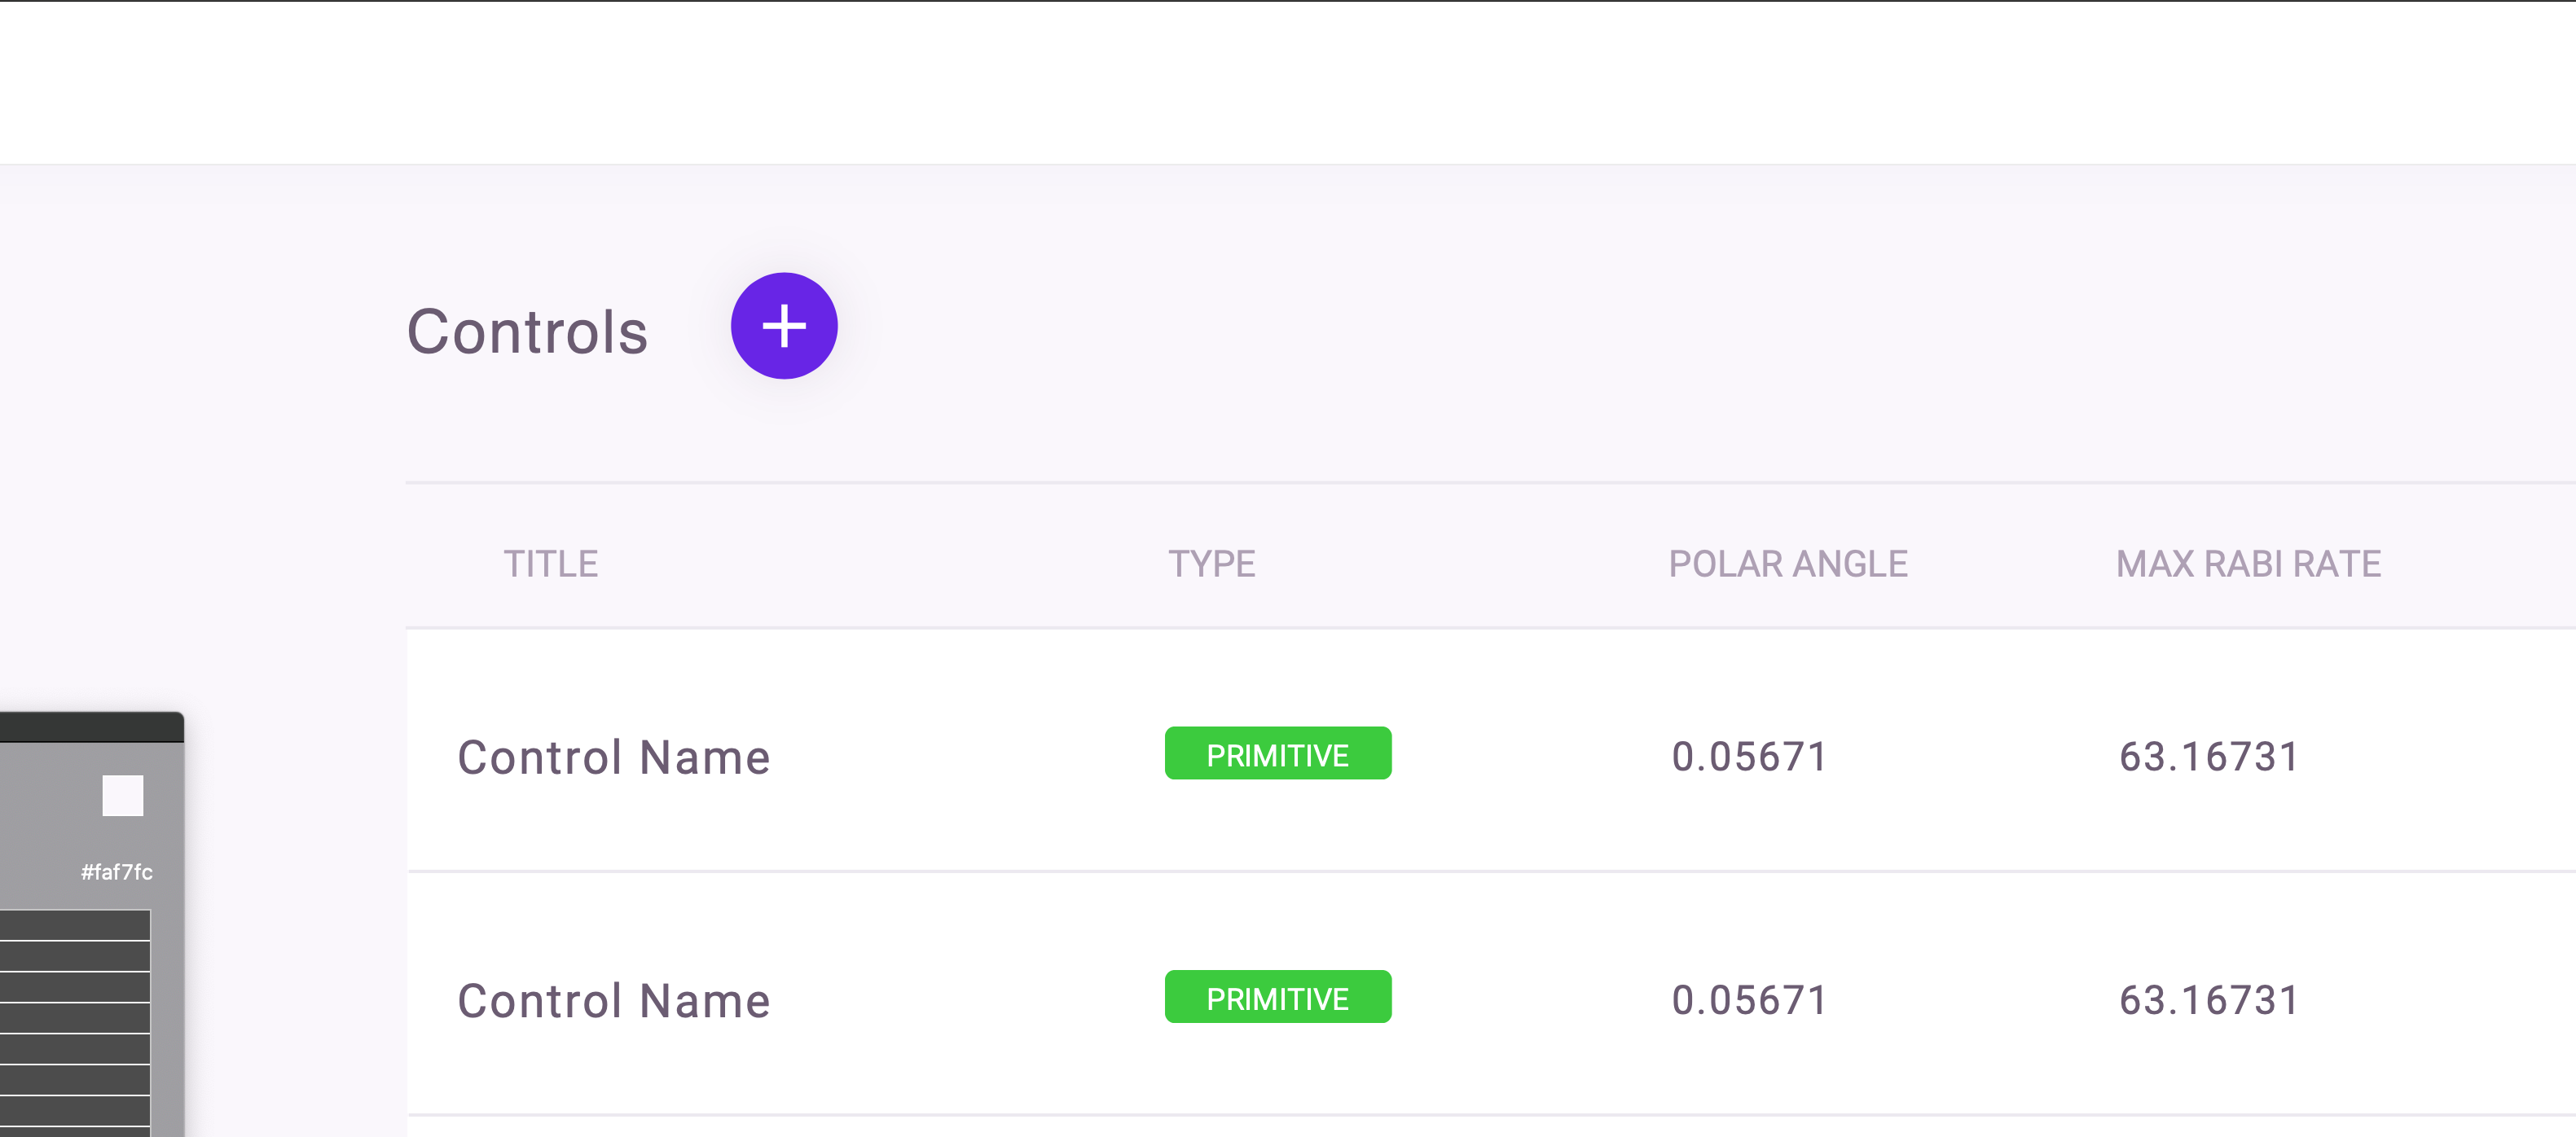 Controls
TITLE TYPE POLAR ANGLE MAX RABI RATE
Control Name PRIMITIVE 0.05671 63.16731
#faf7fc
Control Name PRIMITIVE 0.05671 63.16731